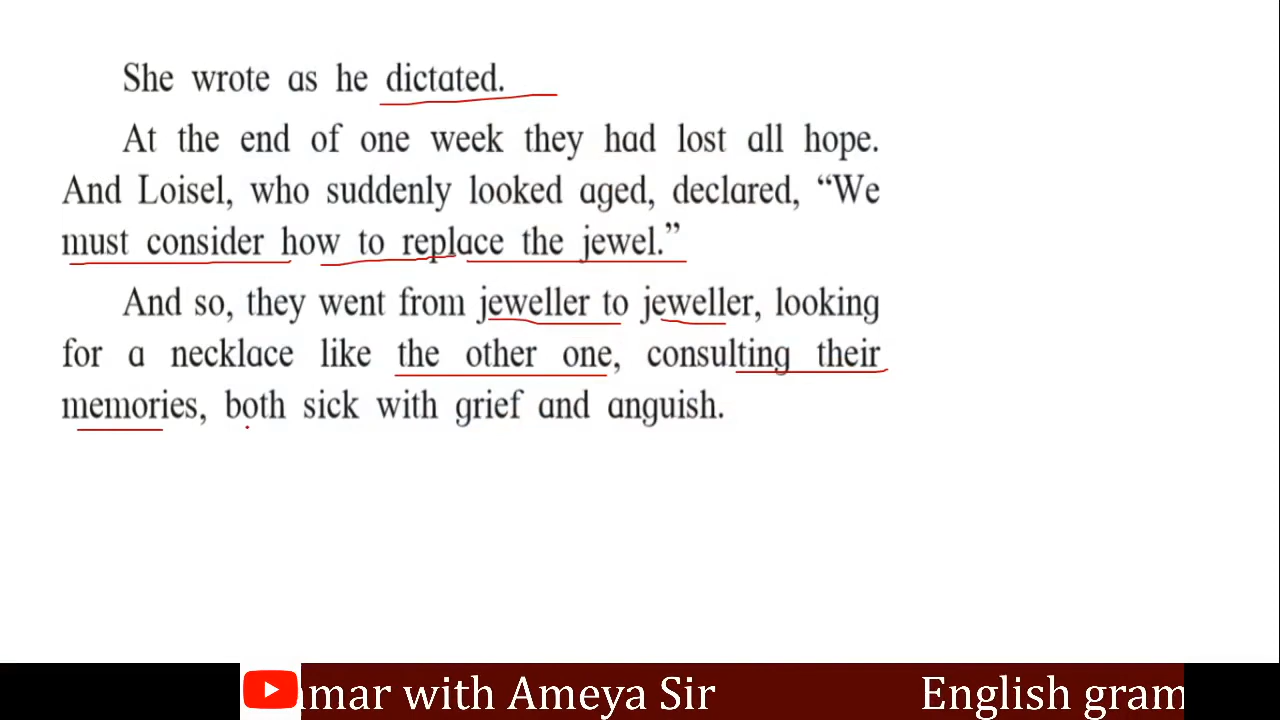 She wrote as he dictated.
At the end of one week they had lost all hope.
And Loisel, who suddenly looked aged, declared, “We
must consider how to replace the jewel.”
And so, they went from jeweller to jeweller, looking
for a necklace like the other one, consulting their
memories, both sick with grief and anguish.
mmar with Ameya Sir English gram